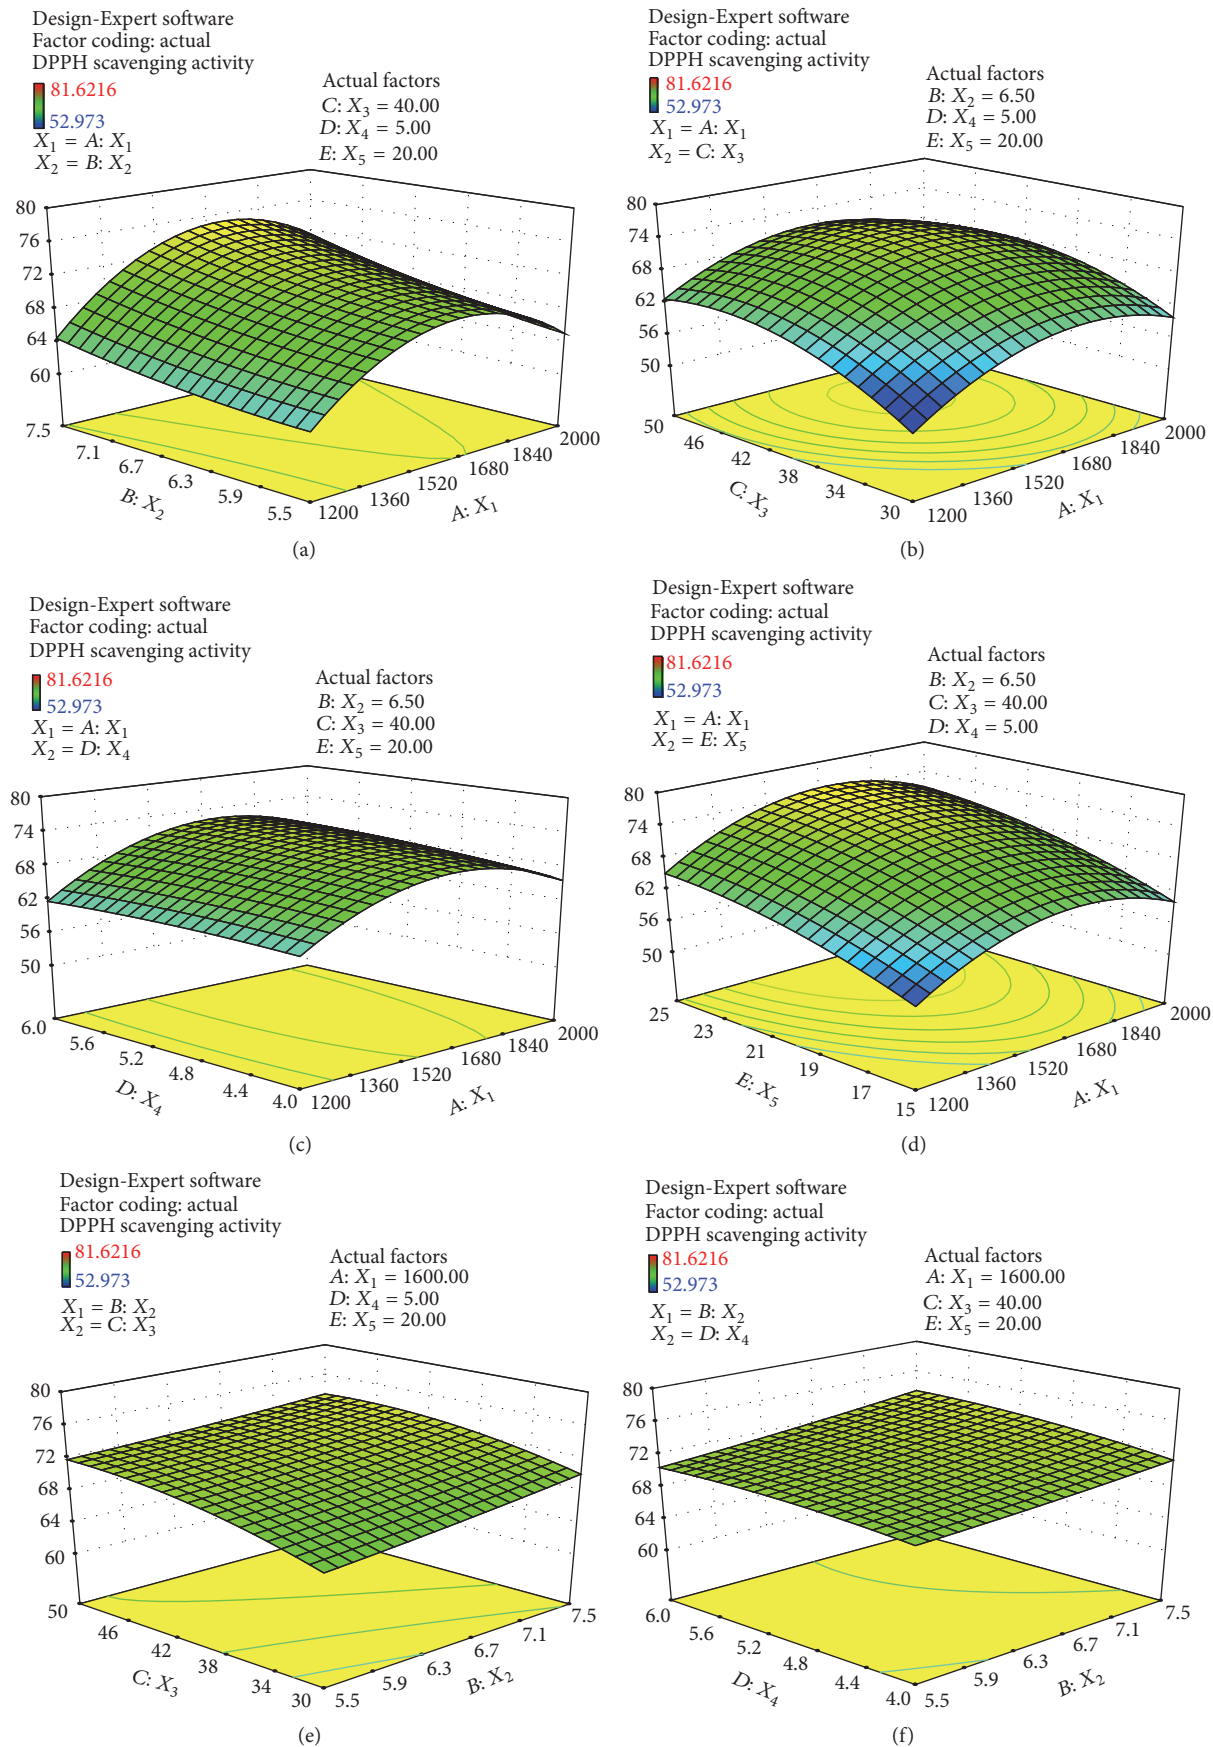 Design-Expert software
Factor coding: actual
DPPH scavenging activity
81.6216
52.973
X1 = A: X1
X2 = B: X2
Actual factors
C: X3 = 40.00
D: X4 = 5.00
E: X5 = 20.00
80
76
72
68
64
60
7.5
7.1
6.7
6.3
5.9
5.5
B: X2
1200
1360
1520
1680
1840
2000
A: X1
(a)
Design-Expert software
Factor coding: actual
DPPH scavenging activity
81.6216
52.973
X1 = A: X1
X2 = C: X3
Actual factors
B: X2 = 6.50
D: X4 = 5.00
E: X5 = 20.00
80
74
68
62
56
50
50
46
42
38
34
30
C: X3
1200
1360
1520
1680
1840
2000
A: X1
(b)
Design-Expert software
Factor coding: actual
DPPH scavenging activity
81.6216
52.973
X1 = A: X1
X2 = D: X4
Actual factors
B: X2 = 6.50
C: X3 = 40.00
E: X5 = 20.00
80
74
68
62
56
50
6.0
5.6
5.2
4.8
4.4
4.0
D: X4
1200
1360
1520
1680
1840
2000
A: X1
(c)
Design-Expert software
Factor coding: actual
DPPH scavenging activity
81.6216
52.973
X1 = A: X1
X2 = E: X5
Actual factors
B: X2 = 6.50
C: X3 = 40.00
D: X4 = 5.00
80
74
68
62
56
50
25
23
21
19
17
15
E: X5
1200
1360
1520
1680
1840
2000
A: X1
(d)
Design-Expert software
Factor coding: actual
DPPH scavenging activity
81.6216
52.973
X1 = B: X2
X2 = C: X3
Actual factors
A: X1 = 1600.00
D: X4 = 5.00
E: X5 = 20.00
80
76
72
68
64
60
50
46
42
38
34
30
C: X3
5.5
5.9
6.3
6.7
7.1
7.5
B: X2
(e)
Design-Expert software
Factor coding: actual
DPPH scavenging activity
81.6216
52.973
X1 = B: X2
X2 = D: X4
Actual factors
A: X1 = 1600.00
C: X3 = 40.00
E: X5 = 20.00
80
76
72
68
64
60
6.0
5.6
5.2
4.8
4.4
4.0
D: X4
5.5
5.9
6.3
6.7
7.1
7.5
B: X2
(f)